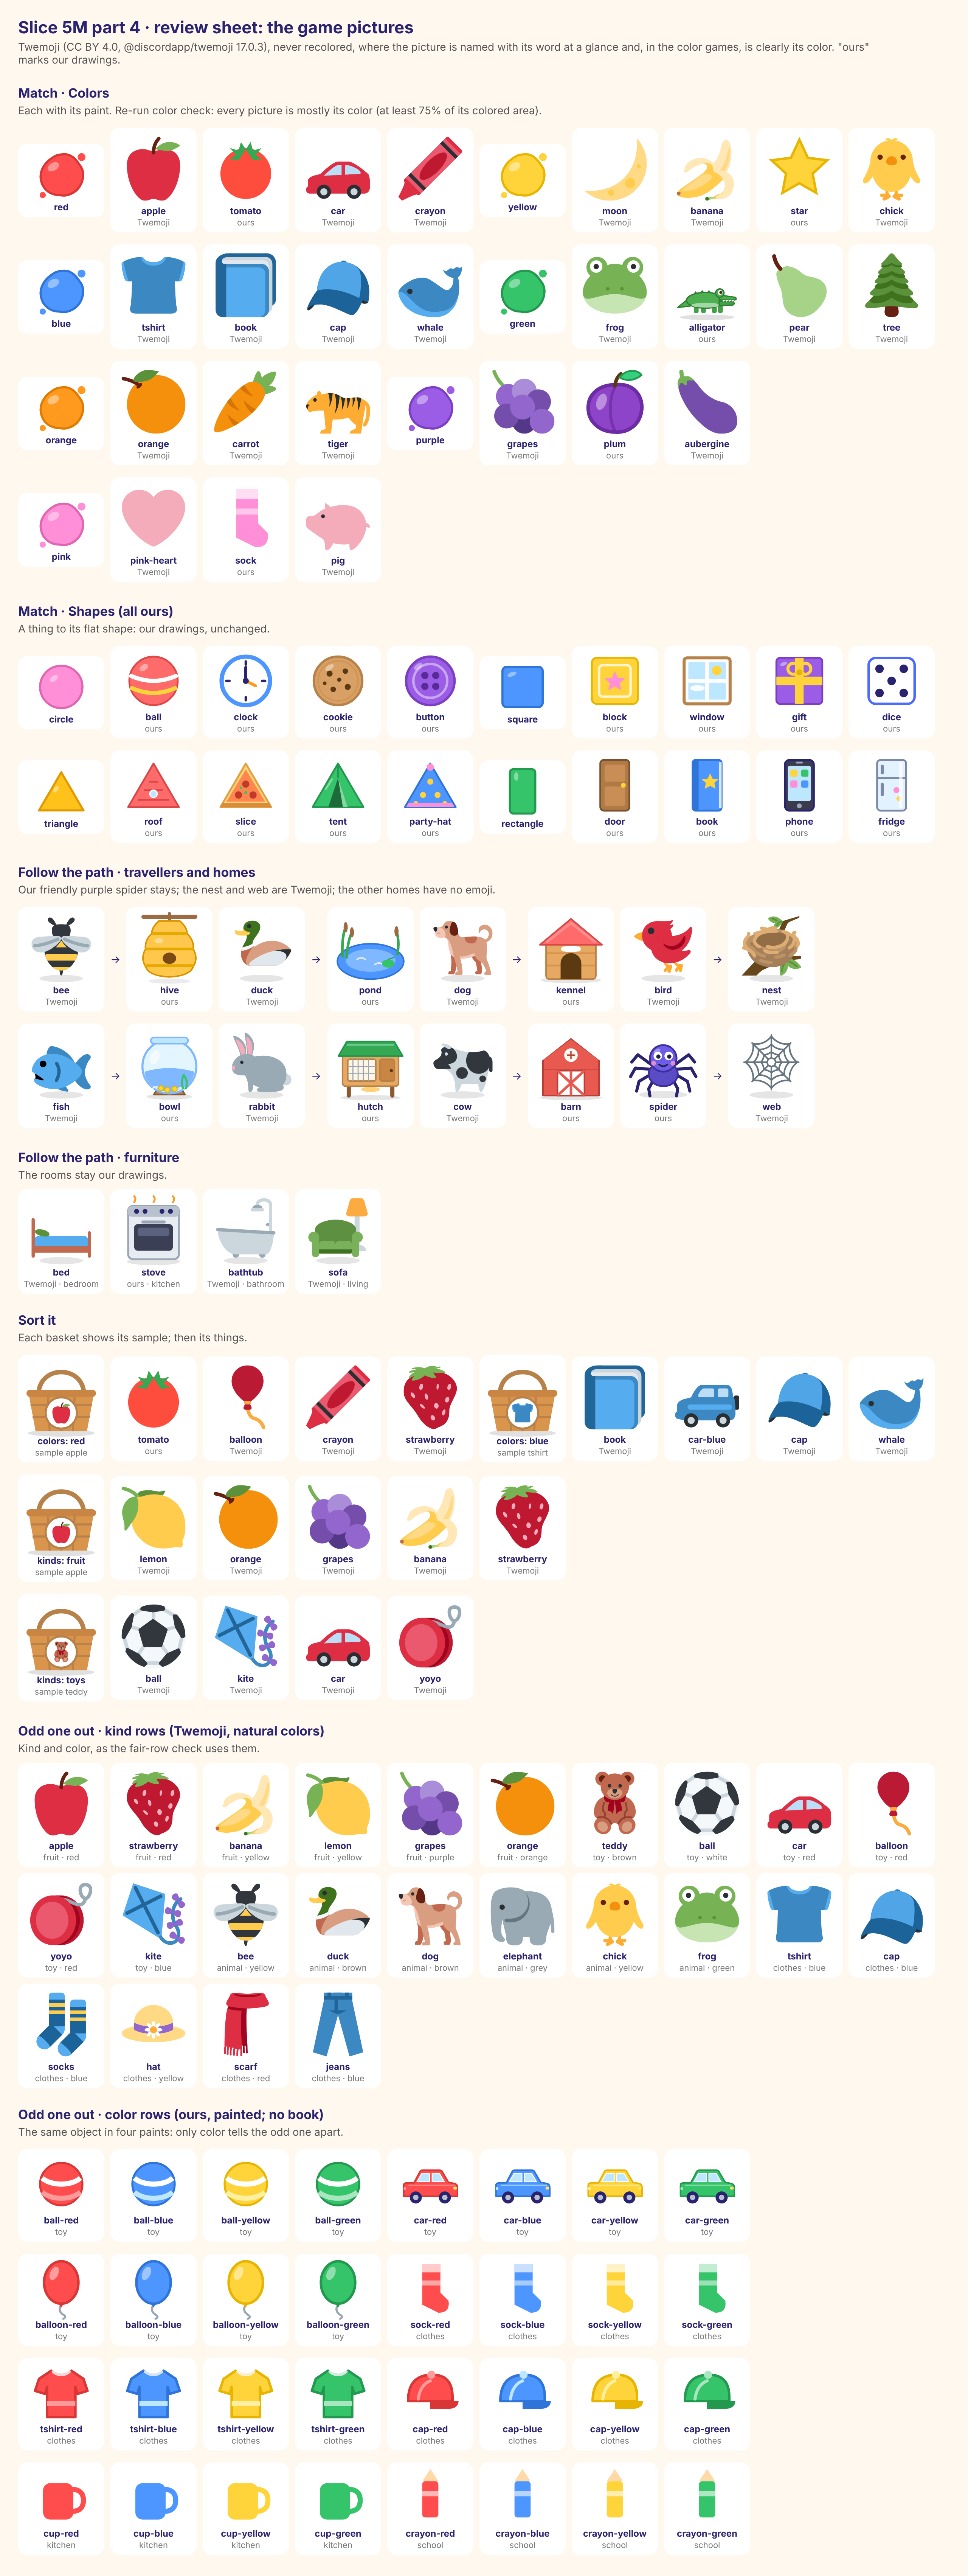 Slice 5M part 4 · review sheet: the game pictures
Twemoji (CC BY 4.0, @discordapp/twemoji 17.0.3), never recolored, where the picture is named with its word at a glance and, in the color games, is clearly its color. "ours"
marks our drawings.
Match · Colors
Each with its paint. Re-run color check: every picture is mostly its color (at least 75% of its colored area).
red apple tomato car crayon yellow moon banana star chick
Twemoji ours Twemoji Twemoji Twemoji Twemoji ours Twemoji
blue tshirt book cap whale green frog alligator pear tree
Twemoji Twemoji Twemoji Twemoji Twemoji ours Twemoji Twemoji
orange orange carrot tiger purple grapes plum aubergine
Twemoji Twemoji Twemoji Twemoji ours Twemoji
pink pink-heart sock pig
Twemoji ours Twemoji
Match · Shapes (all ours)
A thing to its flat shape: our drawings, unchanged.
circle ball clock cookie button square block window gift dice
ours ours ours ours ours ours ours ours
triangle roof slice tent party-hat rectangle door book phone fridge
ours ours ours ours ours ours ours ours
Follow the path · travellers and homes
Our friendly purple spider stays; the nest and web are Twemoji; the other homes have no emoji.
bee → hive duck → pond dog → kennel bird → nest
Twemoji ours Twemoji ours Twemoji ours Twemoji Twemoji
fish → bowl rabbit → hutch cow → barn spider → web
Twemoji ours Twemoji ours Twemoji ours ours Twemoji
Follow the path · furniture
The rooms stay our drawings.
bed stove bathtub sofa
Twemoji · bedroom ours · kitchen Twemoji · bathroom Twemoji · living
Sort it
Each basket shows its sample; then its things.
colors: red tomato balloon crayon strawberry colors: blue book car-blue cap whale
sample apple ours Twemoji Twemoji Twemoji sample tshirt Twemoji Twemoji Twemoji Twemoji
kinds: fruit lemon orange grapes banana strawberry
sample apple Twemoji Twemoji Twemoji Twemoji Twemoji
kinds: toys ball kite car yoyo
sample teddy Twemoji Twemoji Twemoji Twemoji
Odd one out · kind rows (Twemoji, natural colors)
Kind and color, as the fair-row check uses them.
apple strawberry banana lemon grapes orange teddy ball car balloon
fruit · red fruit · red fruit · yellow fruit · yellow fruit · purple fruit · orange toy · brown toy · white toy · red toy · red
yoyo kite bee duck dog elephant chick frog tshirt cap
toy · red toy · blue animal · yellow animal · brown animal · brown animal · grey animal · yellow animal · green clothes · blue clothes · blue
socks hat scarf jeans
clothes · blue clothes · yellow clothes · red clothes · blue
Odd one out · color rows (ours, painted; no book)
The same object in four paints: only color tells the odd one apart.
ball-red ball-blue ball-yellow ball-green car-red car-blue car-yellow car-green
toy toy toy toy toy toy toy toy
balloon-red balloon-blue balloon-yellow balloon-green sock-red sock-blue sock-yellow sock-green
toy toy toy toy clothes clothes clothes clothes
tshirt-red tshirt-blue tshirt-yellow tshirt-green cap-red cap-blue cap-yellow cap-green
clothes clothes clothes clothes clothes clothes clothes clothes
cup-red cup-blue cup-yellow cup-green crayon-red crayon-blue crayon-yellow crayon-green
kitchen kitchen kitchen kitchen school school school school